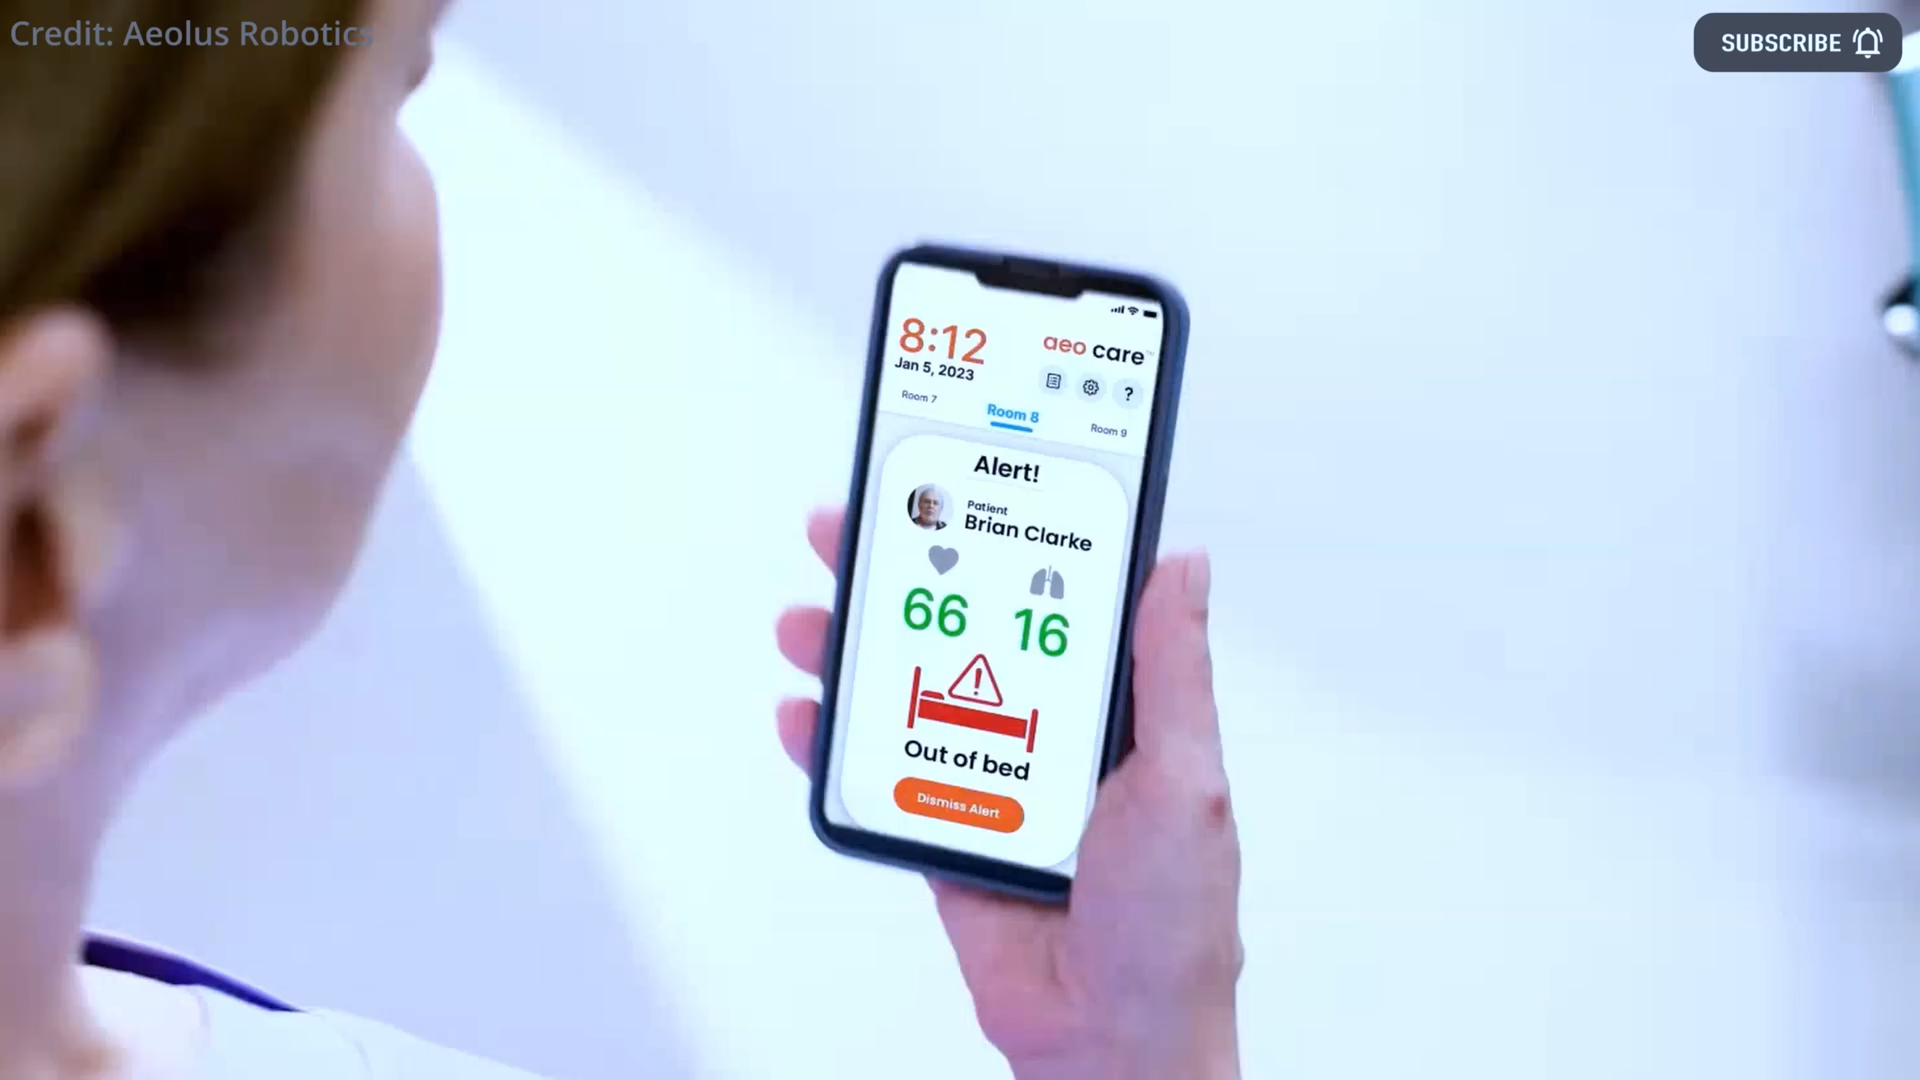 Credit: Aeolus Robotics
SUBSCRIBE
8:12
aeo care™
Jan 5, 2023
?
Room 7
Room 8
Room 9
Alert!
Patient
Brian Clarke
66
16
!
Out of bed
Dismiss Alert